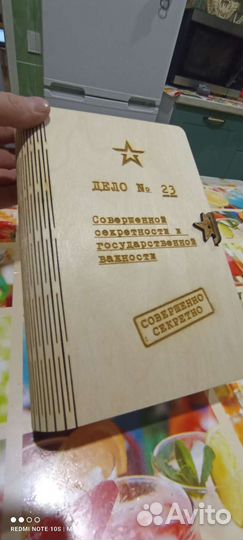 ДЕЛО № 23
Совершенной
секретности и
государственной
важности
СОВЕРШЕННО
СЕКРЕТНО
REDMI NOTE 10S
Avito